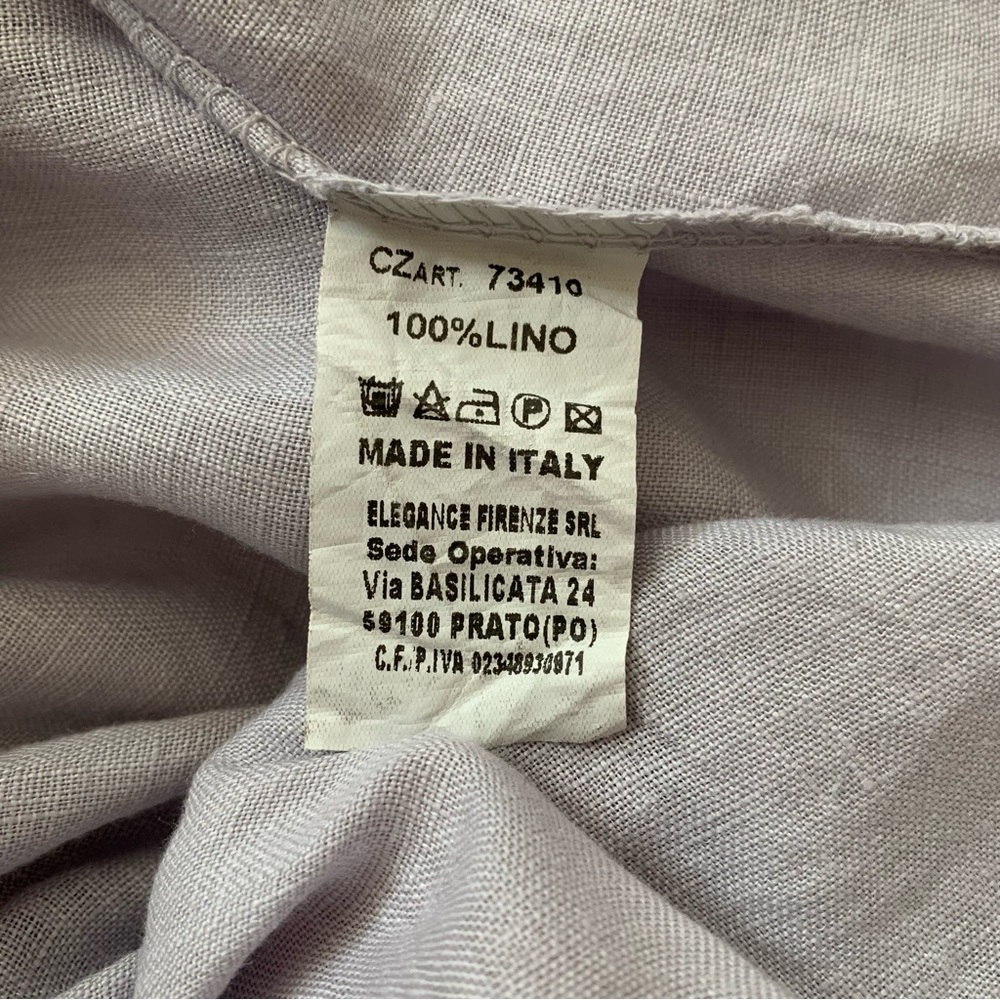 CZART. 73410
100%LINO
P
MADE IN ITALY
ELEGANCE FIRENZE SRL
Sede Operativa:
Via BASILICATA 24
59100 PRATO(PO)
C.F./P.IVA